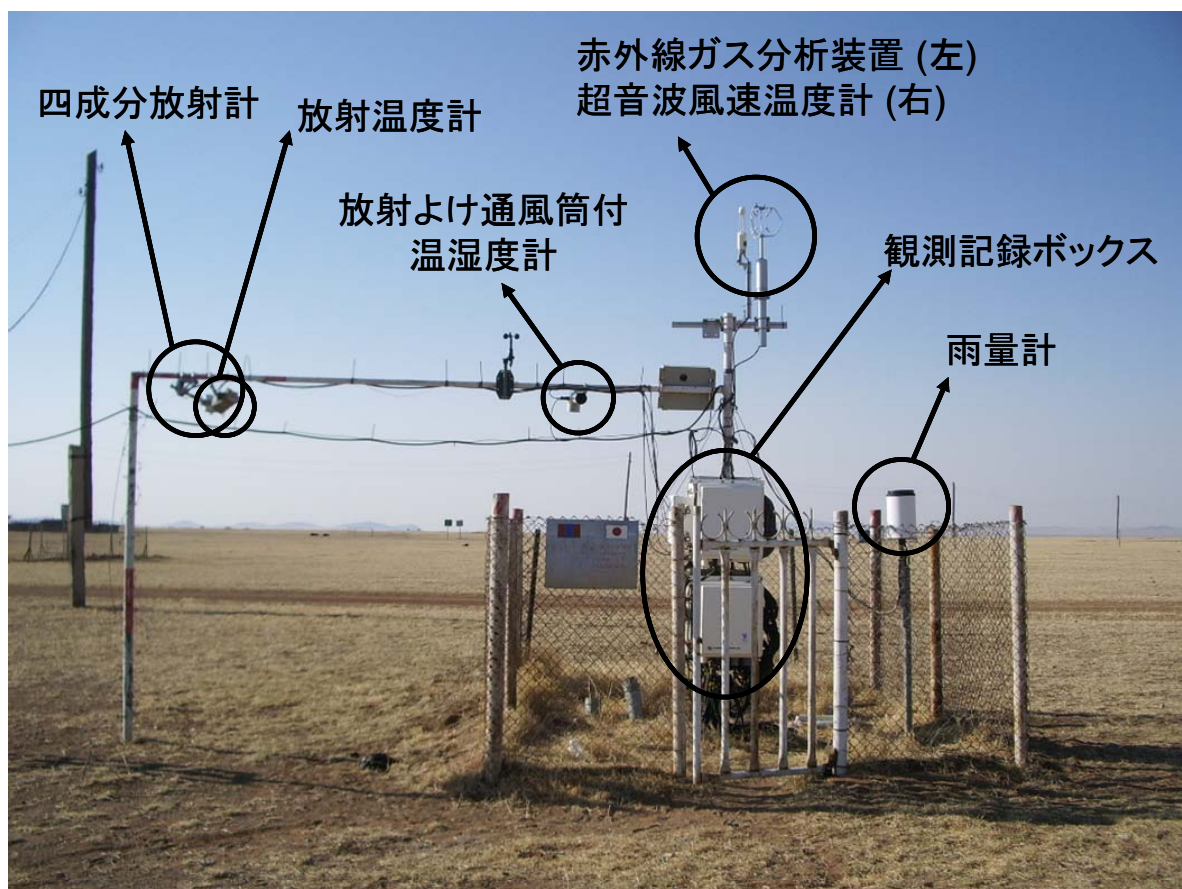 赤外線ガス分析装置 (左)
超音波風速温度計 (右)
四成分放射計
放射温度計
放射よけ通風筒付
温湿度計
観測記録ボックス
雨量計